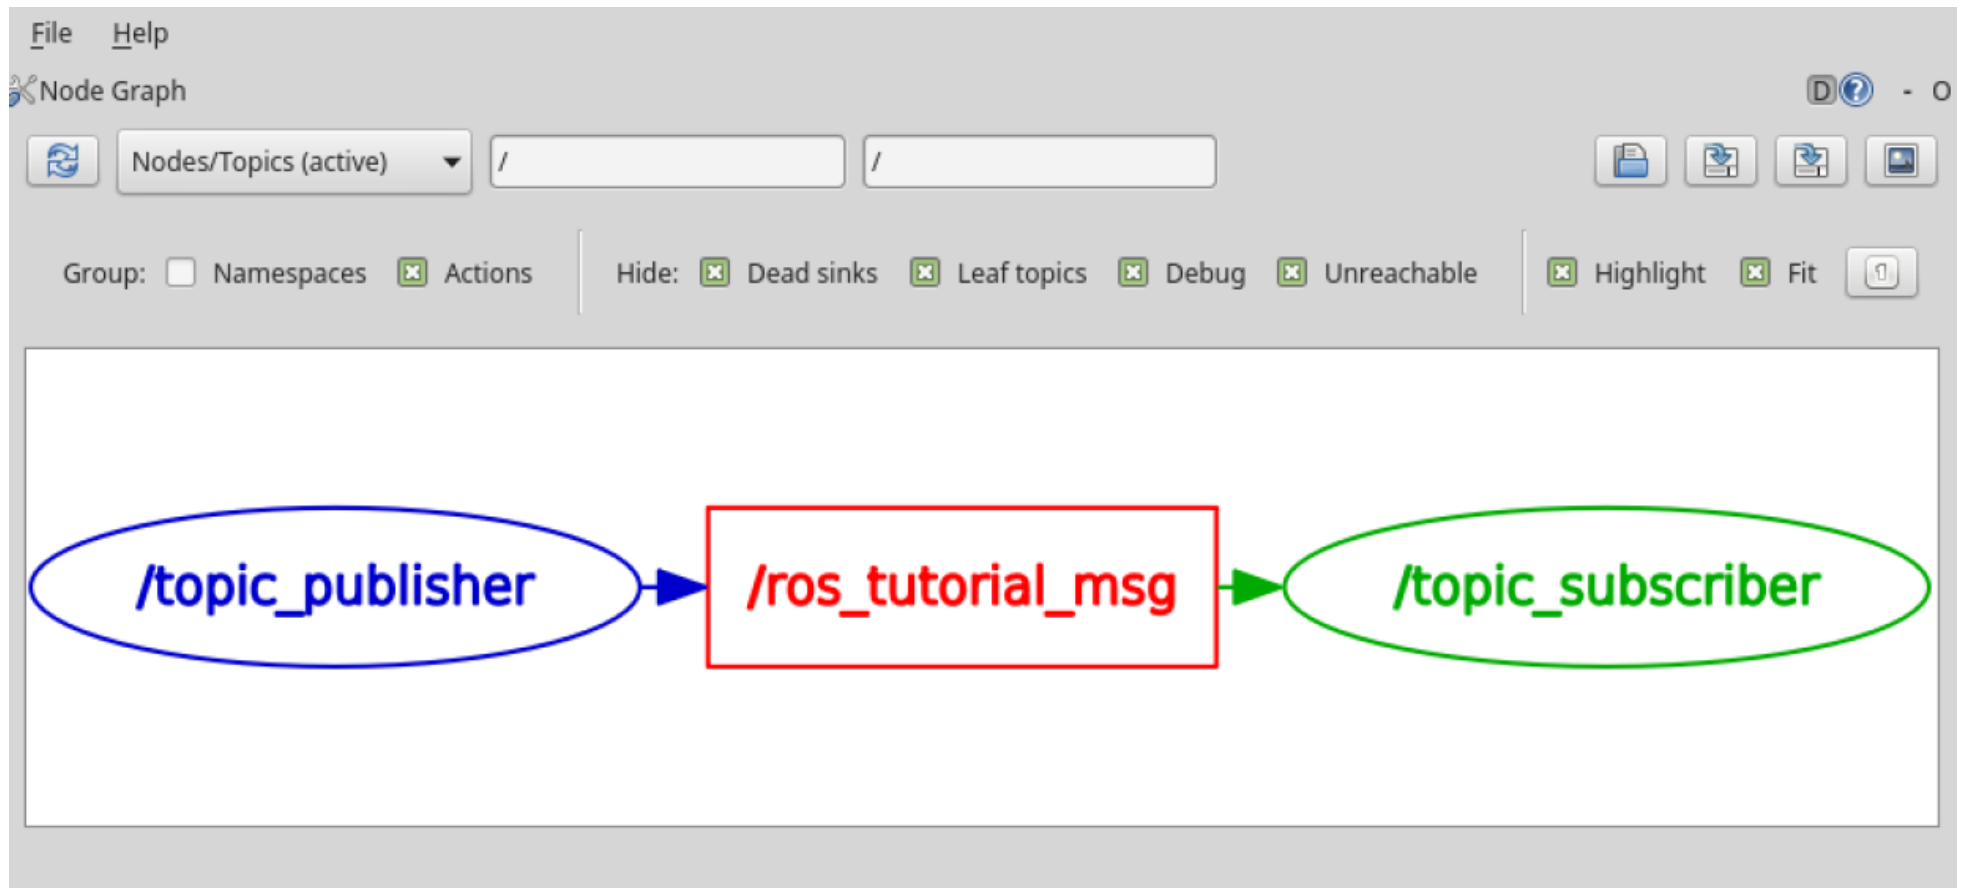 File Help
Node Graph D ? - O
Nodes/Topics (active) / /
Group: Namespaces Actions Hide: Dead sinks Leaf topics Debug Unreachable Highlight Fit 1
/topic_publisher /ros_tutorial_msg /topic_subscriber